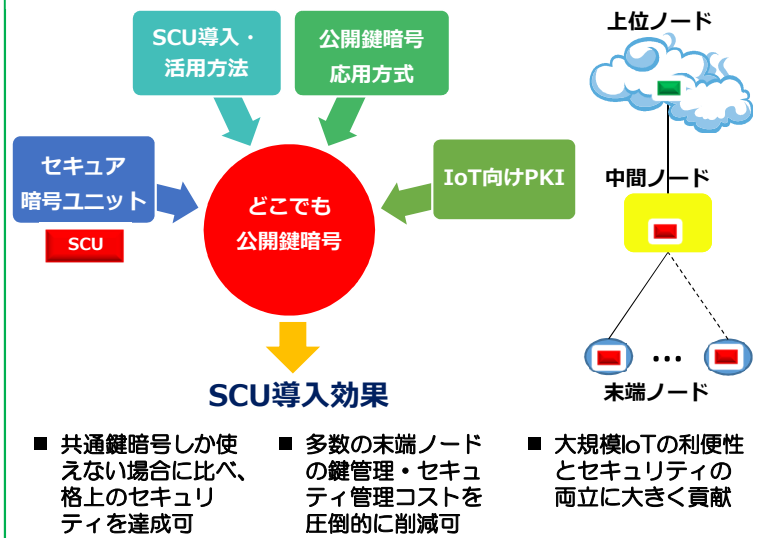 SCU導入・
活用方法
公開鍵暗号
応用方式
セキュア
暗号ユニット
SCU
どこでも
公開鍵暗号
IoT向けPKI
上位ノード
中間ノード
…
末端ノード
SCU導入効果
■ 共通鍵暗号しか使
えない場合に比べ、
格上のセキュリ
ティを達成可
■ 多数の末端ノード
の鍵管理・セキュ
ティ管理コストを
圧倒的に削減可
■ 大規模IoTの利便性
とセキュリティの
両立に大きく貢献